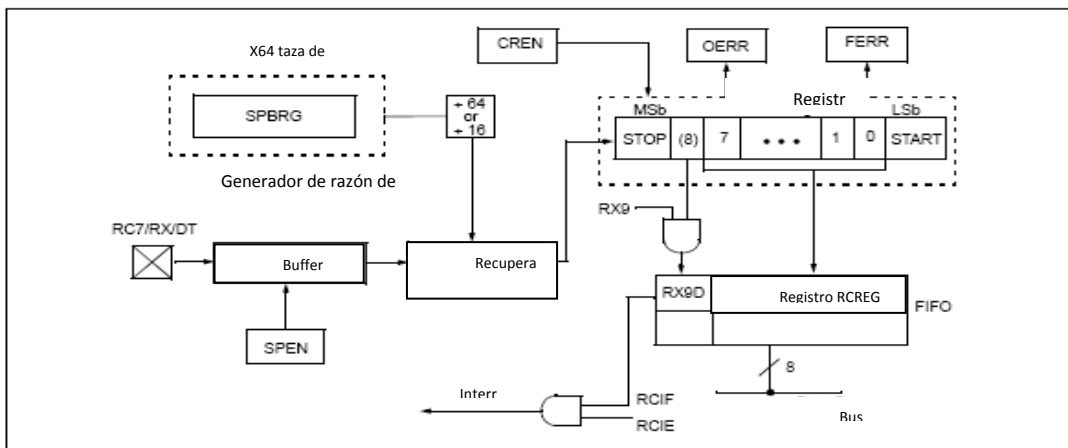 X64 taza de
CREN
OERR
FERR
SPBRG
÷ 64
or
÷ 16
MSb
Registr
LSb
STOP (8) 7 • • • 1 0 START
Generador de razón de
RX9
RC7/RX/DT
Buffer
Recupera
RX9D
Registro RCREG
FIFO
SPEN
8
Interr
RCIF
RCIE
Bus